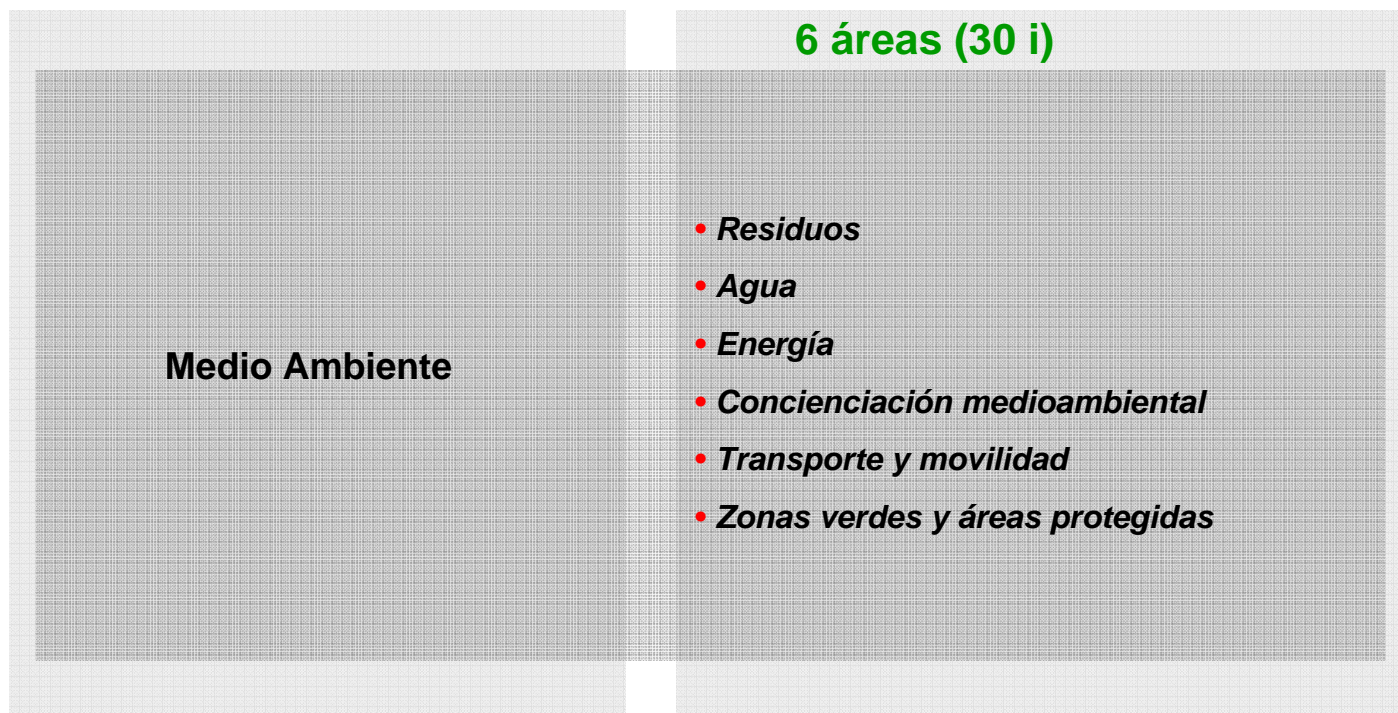 6 áreas (30 i)
Medio Ambiente
• Residuos
• Agua
• Energía
• Concienciación medioambiental
• Transporte y movilidad
• Zonas verdes y áreas protegidas